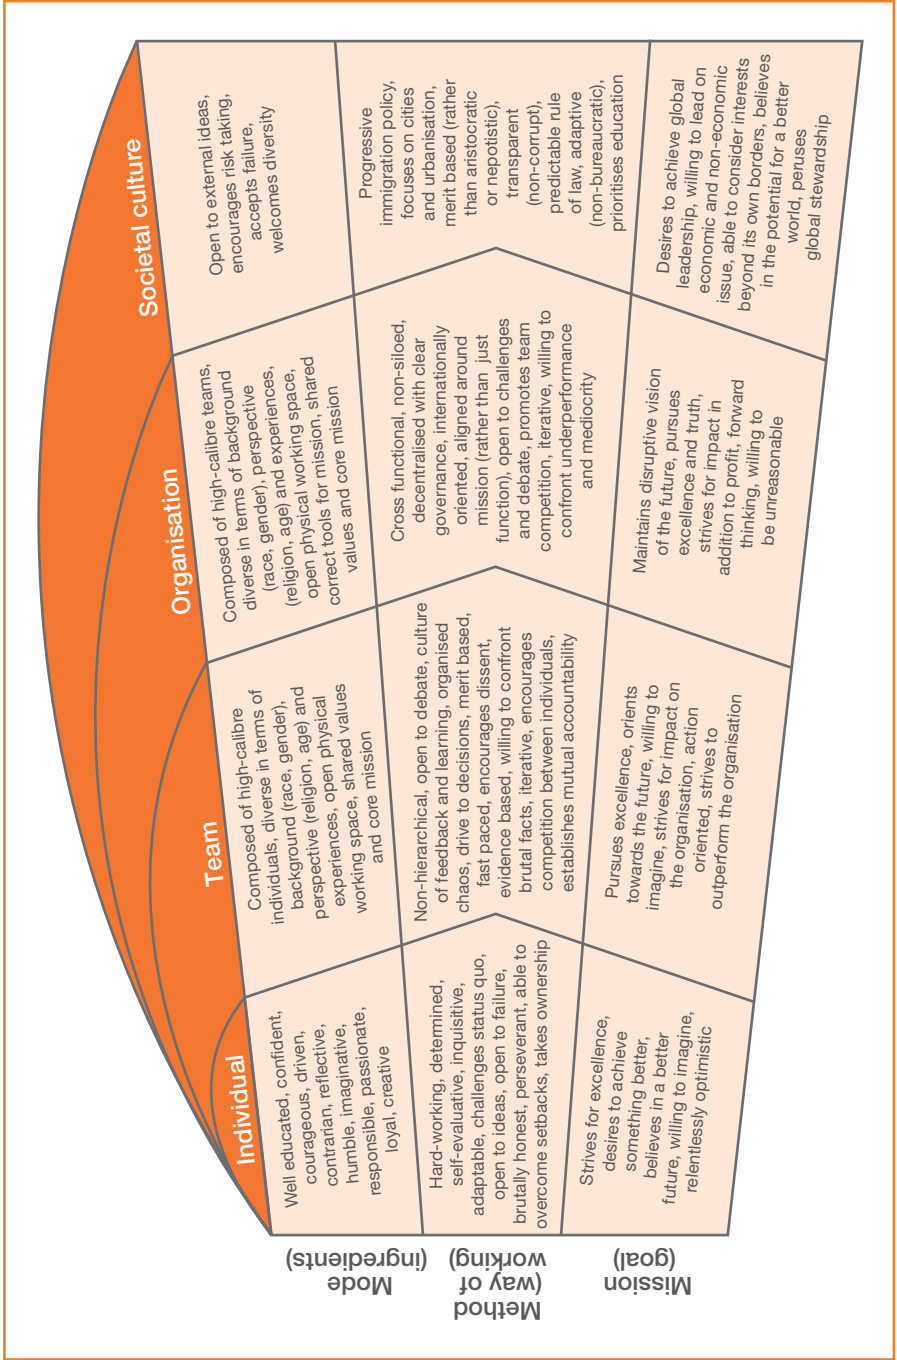 Individual
Team
Organisation
Societal culture
Mode
(ingredients)
Well educated, confident,
courageous, driven,
contrarian, reflective,
humble, imaginative,
responsible, passionate,
loyal, creative
Composed of high-calibre
individuals, diverse in terms of
background (race, gender),
perspective (religion, age) and
experiences, open physical
working space, shared values
and core mission
Composed of high-calibre teams,
diverse in terms of background
(race, gender), perspectives,
(religion, age) and experiences,
open physical working space,
correct tools for mission, shared
values and core mission
Open to external ideas,
encourages risk taking,
accepts failure,
welcomes diversity
Method
(way of
working)
Hard-working, determined,
self-evaluative, inquisitive,
adaptable, challenges status quo,
open to ideas, open to failure,
brutally honest, perseverant, able to
overcome setbacks, takes ownership
Non-hierarchical, open to debate, culture
of feedback and learning, organised
chaos, drive to decisions, merit based,
fast paced, encourages dissent,
evidence based, willing to confront
brutal facts, iterative, encourages
competition between individuals,
establishes mutual accountability
Cross functional, non-siloed,
decentralised with clear
governance, internationally
oriented, aligned around
mission (rather than just
function), open to challenges
and debate, promotes team
competition, iterative, willing to
confront underperformance
and mediocrity
Progressive
immigration policy,
focuses on cities
and urbanisation,
merit based (rather
than aristocratic
or nepotistic),
transparent
(non-corrupt),
predictable rule
of law, adaptive
(non-bureaucratic),
prioritises education
Mission
(goal)
Strives for excellence,
desires to achieve
something better,
believes in a better
future, willing to imagine,
relentlessly optimistic
Pursues excellence, orients
towards the future, willing to
imagine, strives for impact on
the organisation, action
oriented, strives to
outperform the organisation
Maintains disruptive vision
of the future, pursues
excellence and truth,
strives for impact in
addition to profit, forward
thinking, willing to
be unreasonable
Desires to achieve global
leadership, willing to lead on
economic and non-economic
issue, able to consider interests
beyond its own borders, believes
in the potential for a better
world, peruses
global stewardship